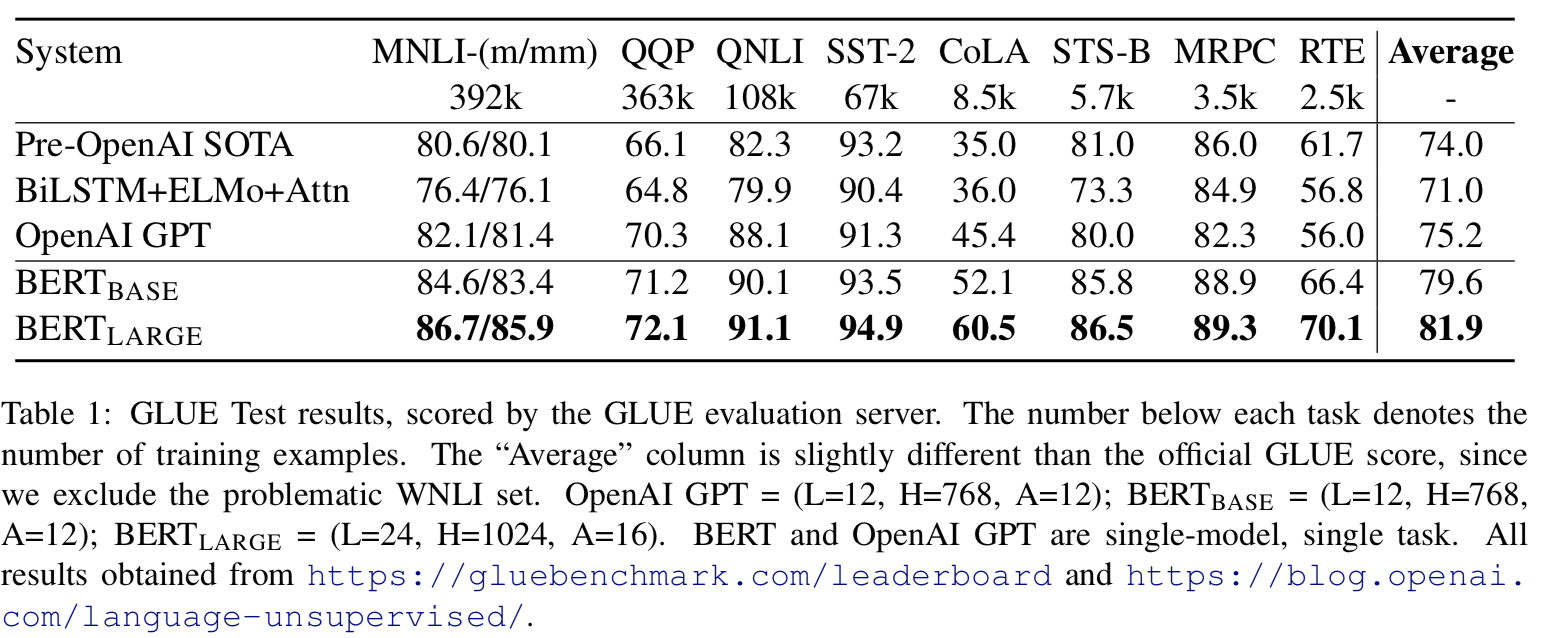 System MNLI-(m/mm) QQP QNLI SST-2 CoLA STS-B MRPC RTE Average
392k 363k 108k 67k 8.5k 5.7k 3.5k 2.5k -
Pre-OpenAI SOTA 80.6/80.1 66.1 82.3 93.2 35.0 81.0 86.0 61.7 74.0
BiLSTM+ELMo+Attn 76.4/76.1 64.8 79.9 90.4 36.0 73.3 84.9 56.8 71.0
OpenAI GPT 82.1/81.4 70.3 88.1 91.3 45.4 80.0 82.3 56.0 75.2
BERTBASE 84.6/83.4 71.2 90.1 93.5 52.1 85.8 88.9 66.4 79.6
BERTLARGE 86.7/85.9 72.1 91.1 94.9 60.5 86.5 89.3 70.1 81.9
Table 1: GLUE Test results, scored by the GLUE evaluation server. The number below each task denotes the
number of training examples. The “Average” column is slightly different than the official GLUE score, since
we exclude the problematic WNLI set. OpenAI GPT = (L=12, H=768, A=12); BERTBASE = (L=12, H=768,
A=12); BERTLARGE = (L=24, H=1024, A=16). BERT and OpenAI GPT are single-model, single task. All
results obtained from https://gluebenchmark.com/leaderboard and https://blog.openai.
com/language-unsupervised/.